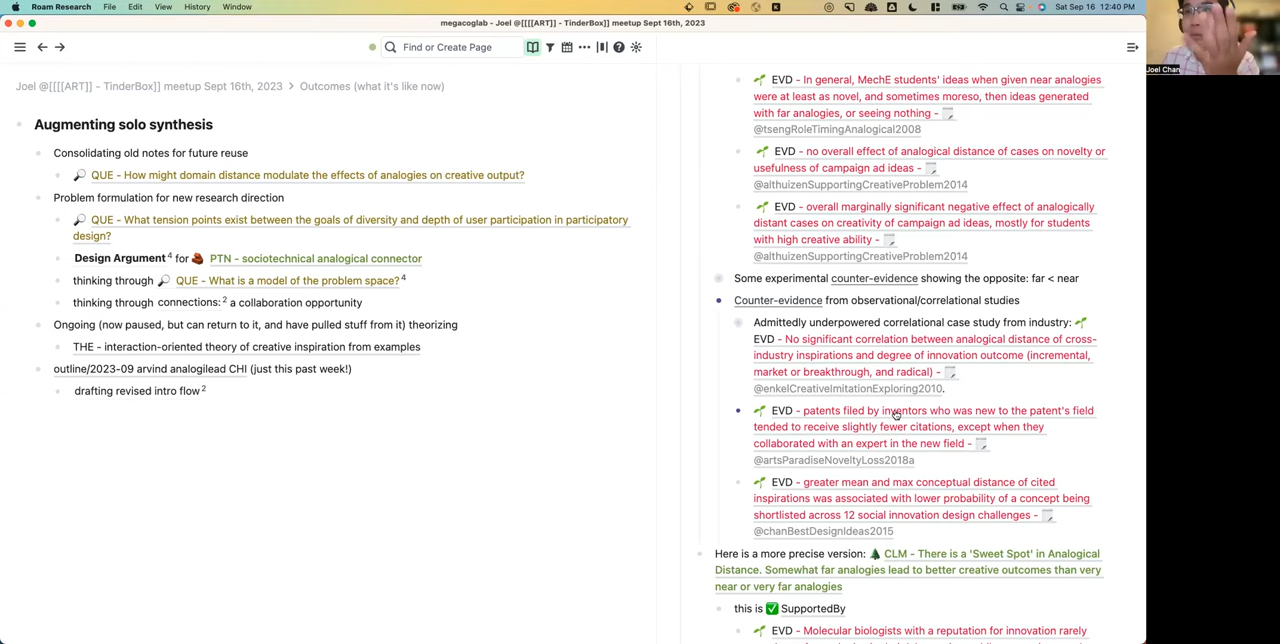 Roam Research File Edit View History Window
Sat Sep 16 12:40 PM
megacoglab - Joel @[[[[ART]] - TinderBox]] meetup Sept 16th, 2023
Find or Create Page
Joel Chan
Joel @[[[[ART]] - TinderBox]] meetup Sept 16th, 2023 > Outcomes (what it's like now)
Augmenting solo synthesis
Consolidating old notes for future reuse
QUE - How might domain distance modulate the effects of analogies on creative output?
Problem formulation for new research direction
QUE - What tension points exist between the goals of diversity and depth of user participation in participatory
design?
Design Argument 4 for PTN - sociotechnical analogical connector
thinking through QUE - What is a model of the problem space? 4
thinking through connections: 2 a collaboration opportunity
Ongoing (now paused, but can return to it, and have pulled stuff from it) theorizing
THE - interaction-oriented theory of creative inspiration from examples
outline/2023-09 arvind analogilead CHI (just this past week!)
drafting revised intro flow 2
EVD - In general, MechE students' ideas when given near analogies
were at least as novel, and sometimes moreso, then ideas generated
with far analogies, or seeing nothing -
@tsengRoleTimingAnalogical2008
EVD - no overall effect of analogical distance of cases on novelty or
usefulness of campaign ad ideas -
@althuizenSupportingCreativeProblem2014
EVD - overall marginally significant negative effect of analogically
distant cases on creativity of campaign ad ideas, mostly for students
with high creative ability -
@althuizenSupportingCreativeProblem2014
Some experimental counter-evidence showing the opposite: far < near
Counter-evidence from observational/correlational studies
Admittedly underpowered correlational case study from industry:
EVD - No significant correlation between analogical distance of cross-
industry inspirations and degree of innovation outcome (incremental,
market or breakthrough, and radical) -
@enkelCreativeImitationExploring2010.
EVD - patents filed by inventors who was new to the patent's field
tended to receive slightly fewer citations, except when they
collaborated with an expert in the new field -
@artsParadiseNoveltyLoss2018a
EVD - greater mean and max conceptual distance of cited
inspirations was associated with lower probability of a concept being
shortlisted across 12 social innovation design challenges -
@chanBestDesignIdeas2015
Here is a more precise version: CLM - There is a 'Sweet Spot' in Analogical
Distance. Somewhat far analogies lead to better creative outcomes than very
near or very far analogies
this is SupportedBy
EVD - Molecular biologists with a reputation for innovation rarely